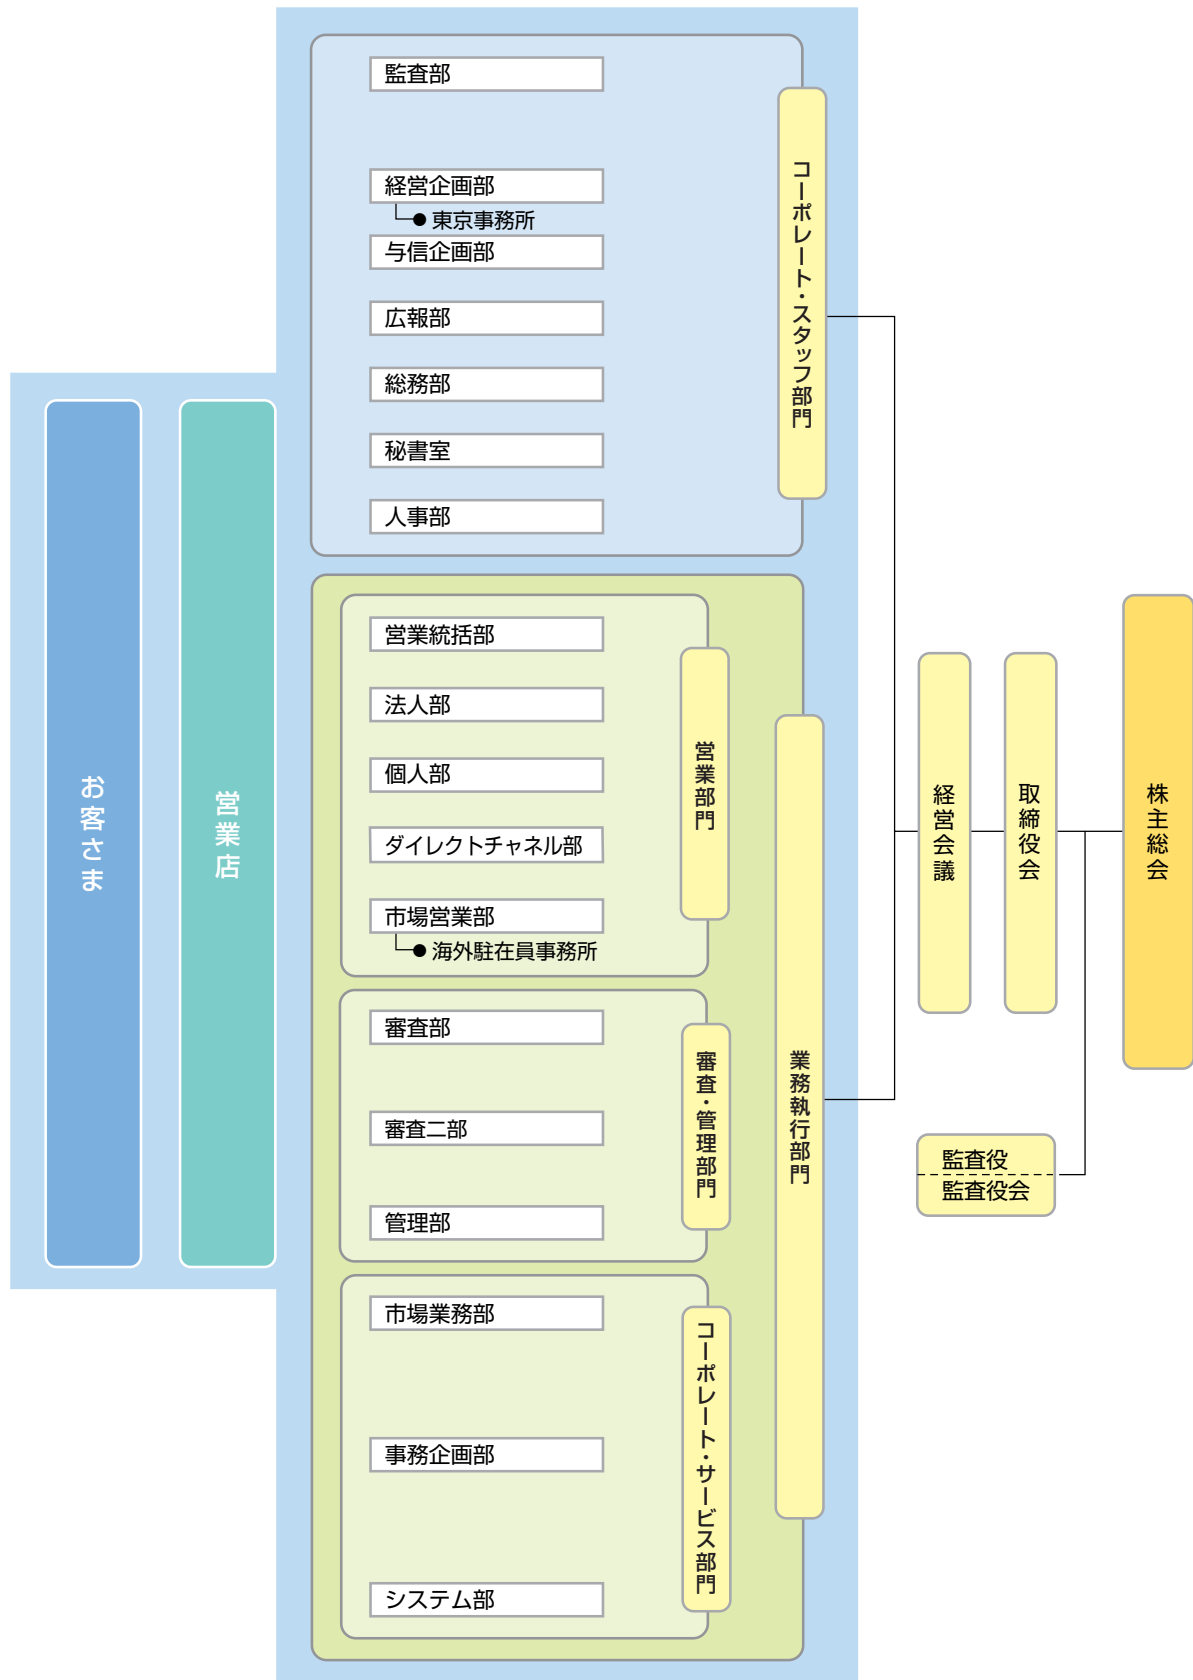 監査部
経営企画部
東京事務所
与信企画部
広報部
総務部
秘書室
人事部
コーポレート・スタッフ部門
お客さま
営業店
営業統括部
法人部
個人部
ダイレクトチャネル部
市場営業部
海外駐在員事務所
営業部門
審査部
審査二部
管理部
審査・管理部門
市場業務部
事務企画部
システム部
コーポレート・サービス部門
業務執行部門
経営会議
取締役会
株主総会
監査役
監査役会